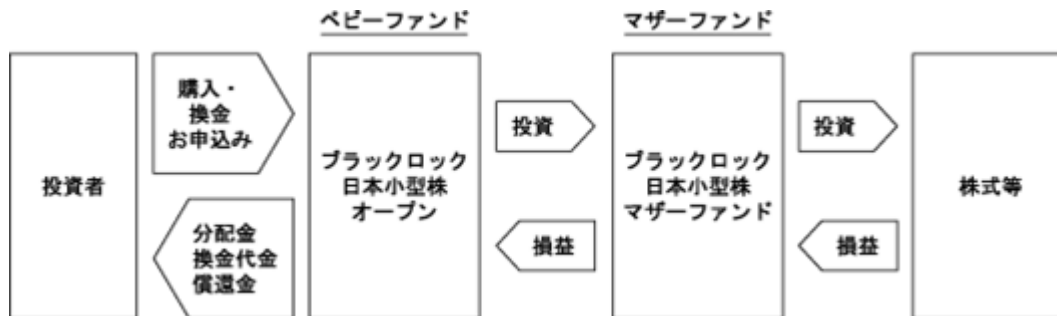 ベビーファンド
マザーファンド
投資者
購入・
換金
お申込み
分配金
換金代金
償還金
ブラックロック
日本小型株
オープン
投資
損益
ブラックロック
日本小型株
マザーファンド
投資
損益
株式等